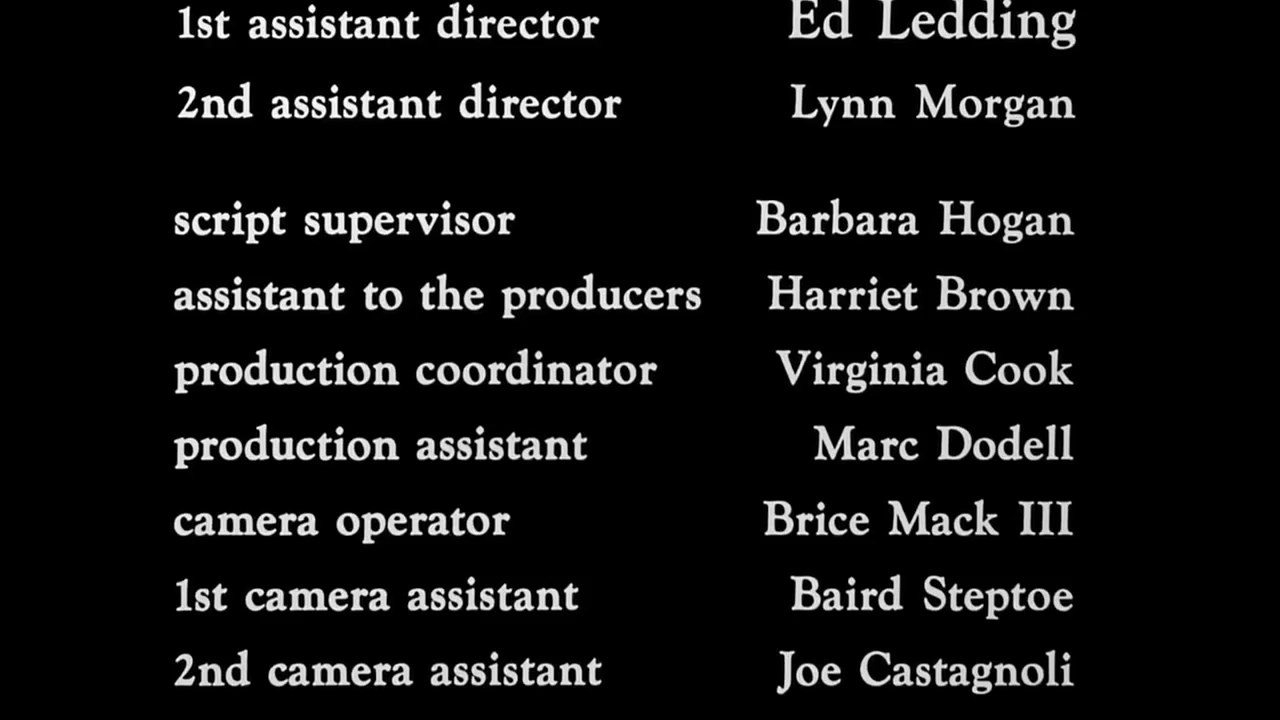 1st assistant director Ed Ledding
2nd assistant director Lynn Morgan
script supervisor Barbara Hogan
assistant to the producers Harriet Brown
production coordinator Virginia Cook
production assistant Marc Dodell
camera operator Brice Mack III
1st camera assistant Baird Steptoe
2nd camera assistant Joe Castagnoli